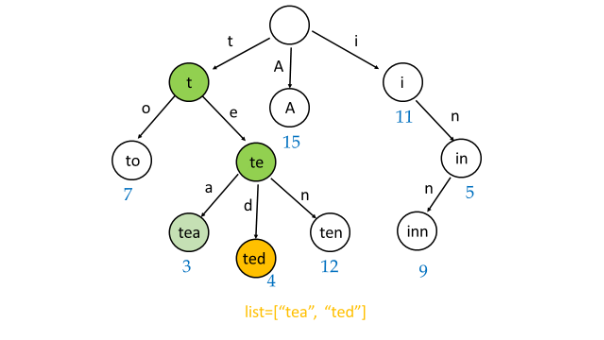 t
i
A
t
i
o
e
A
11
n
15
to
te
in
7
a
d
n
n
5
tea
ted
ten
inn
3
4
12
9
list=["tea", "ted"]